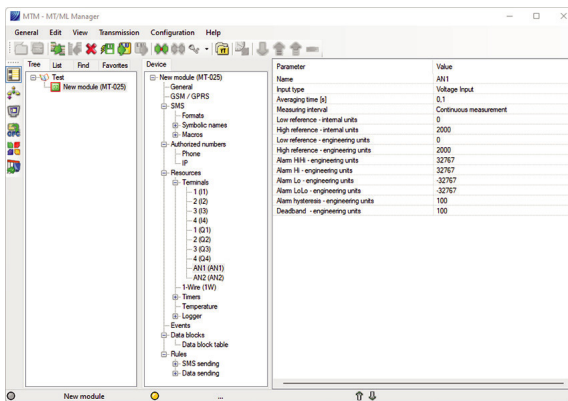 MTM - MT/ML Manager
General Edit View Transmission Configuration Help
Tree List Find Favorites
Test
New module (MT-025)
Device
New module (MT-025)
General
GSM / GPRS
SMS
Formats
Symbolic names
Macros
Authorized numbers
Phone
IP
Resources
Terminals
1 (I1)
2 (I2)
3 (I3)
4 (I4)
1 (Q1)
2 (Q2)
3 (Q3)
4 (Q4)
AN1 (AN1)
AN2 (AN2)
1-Wire (1W)
Timers
Temperature
Logger
Events
Data blocks
Data block table
Rules
SMS sending
Data sending
Parameter Value
Name AN1
Input type Voltage Input
Averaging time [s] 0,1
Measuring interval Continuous measurement
Low reference - internal units 0
High reference - internal units 2000
Low reference - engineering units 0
High reference - engineering units 2000
Alarm HiHi - engineering units 32767
Alarm Hi - engineering units 32767
Alarm Lo - engineering units -32767
Alarm LoLo - engineering units -32767
Alarm hysteresis - engineering units 100
Deadband - engineering units 100
New module ...